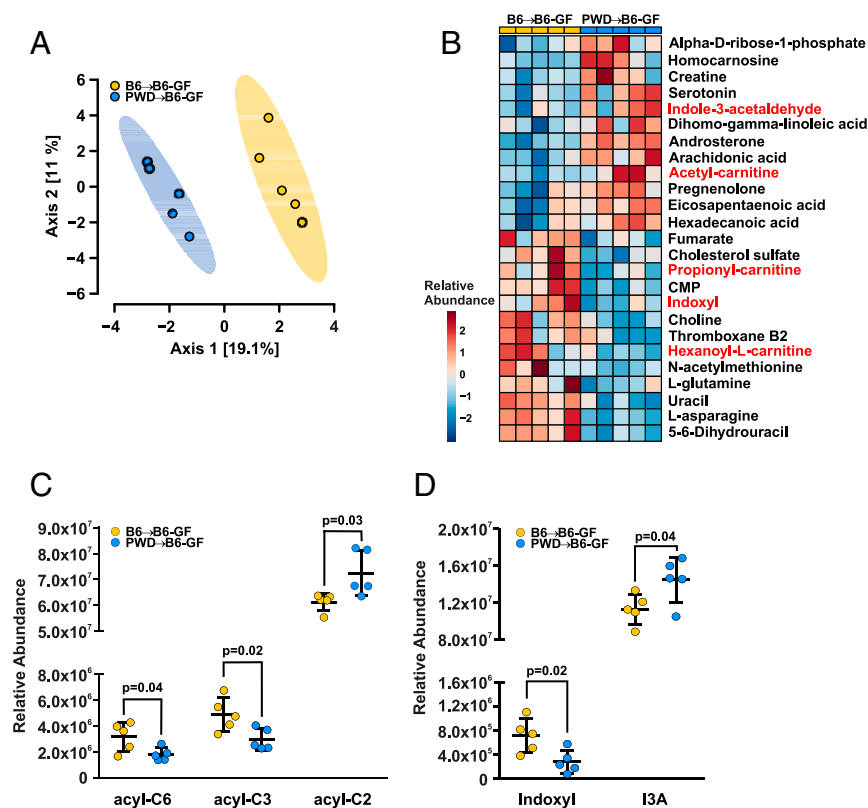 A
B6→B6-GF
PWD→B6-GF
Axis 2 [11 %]
6
4
2
0
−2
−4
−6
−4
−2
0
2
4
Axis 1 [19.1%]
B
B6→B6-GF PWD→B6-GF
Alpha-D-ribose-1-phosphate
Homocarnosine
Creatine
Serotonin
Indole-3-acetaldehyde
Dihomo-gamma-linoleic acid
Androsterone
Arachidonic acid
Acetyl-carnitine
Pregnenolone
Eicosapentaenoic acid
Hexadecanoic acid
Fumarate
Cholesterol sulfate
Propionyl-carnitine
CMP
Indoxyl
Choline
Thromboxane B2
Hexanoyl-L-carnitine
N-acetylmethionine
L-glutamine
Uracil
L-asparagine
5-6-Dihydrouracil
Relative
Abundance
2
1
0
−1
−2
C
B6→B6-GF
PWD→B6-GF
Relative Abundance
9.0x10⁷
8.0x10⁷
7.0x10⁷
6.0x10⁷
5.0x10⁷
8.0x10⁶
6.0x10⁶
4.0x10⁶
2.0x10⁶
0
p=0.04
p=0.02
p=0.03
acyl-C6 acyl-C3 acyl-C2
D
B6→B6-GF
PWD→B6-GF
Relative Abundance
2.0x10⁷
1.6x10⁷
1.2x10⁷
8.0x10⁶
1.6x10⁶
1.2x10⁶
8.0x10⁵
4.0x10⁵
0
p=0.02
p=0.04
Indoxyl I3A